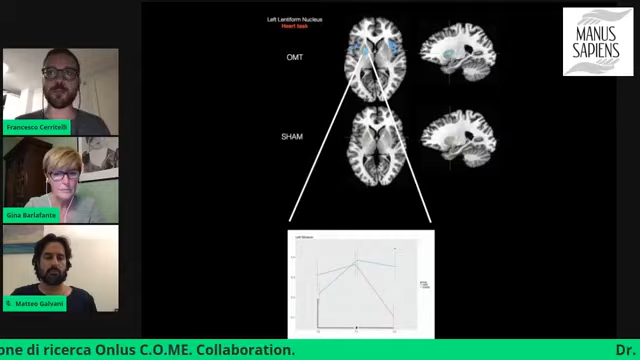 Left Lentiform Nucleus
Heart task
OMT
SHAM
MANUS
SAPIENS
Francesco Cerritelli
Gina Barlafante
Matteo Galvani
one di ricerca Onlus C.O.ME. Collaboration.
Dr.